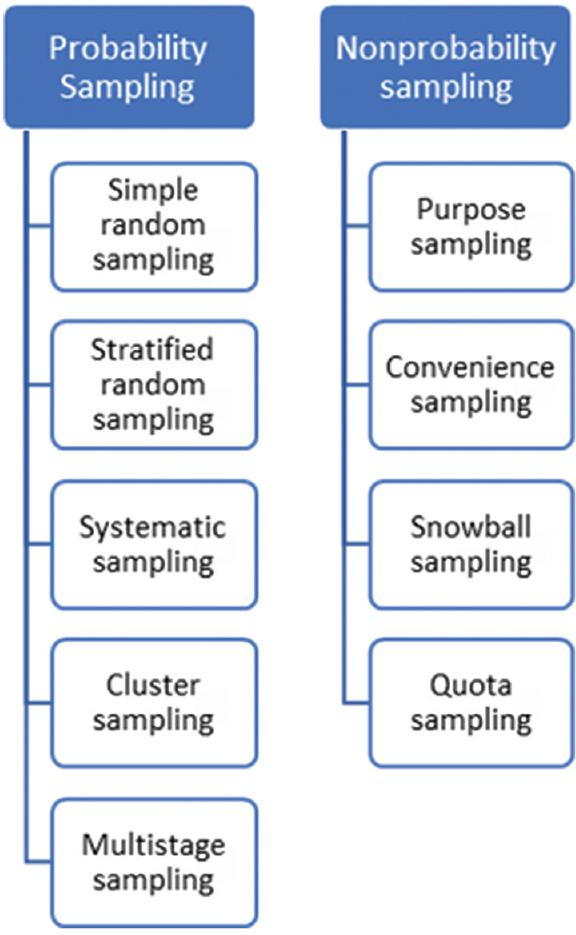 Probability
Sampling
Simple
random
sampling
Stratified
random
sampling
Systematic
sampling
Cluster
sampling
Multistage
sampling
Nonprobability
sampling
Purpose
sampling
Convenience
sampling
Snowball
sampling
Quota
sampling